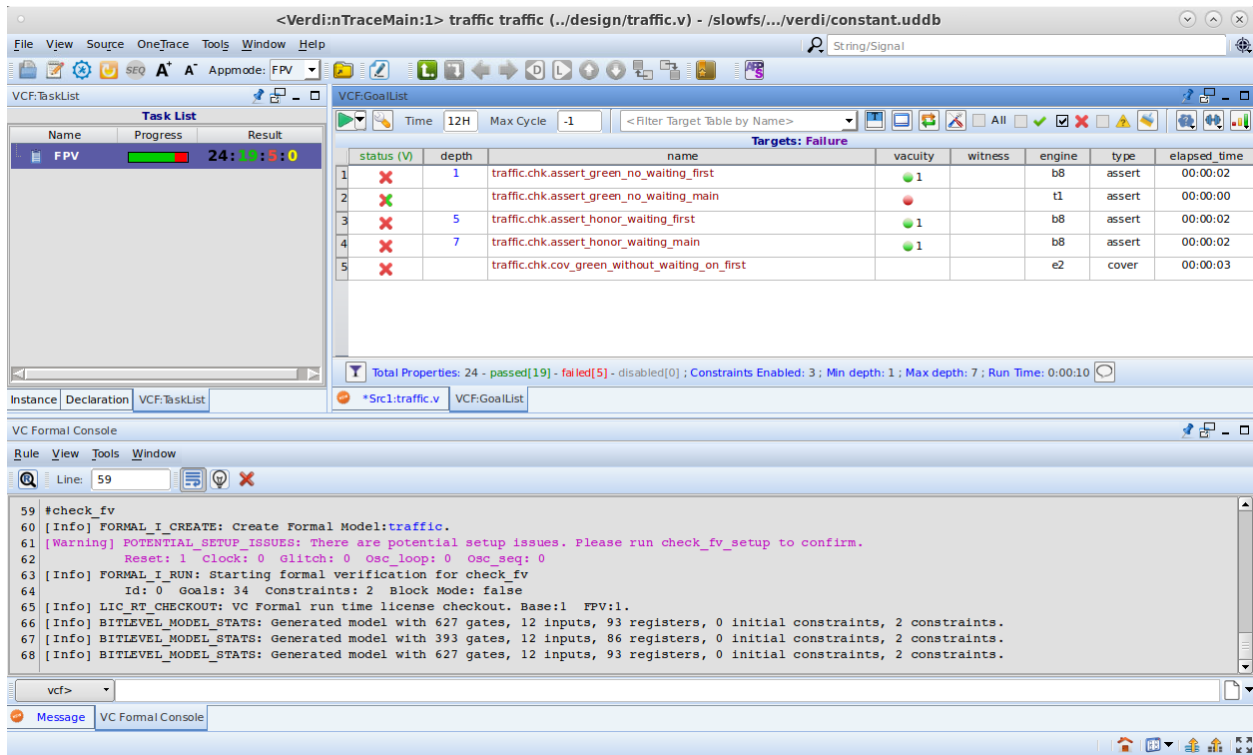 <Verdi:nTraceMain:1> traffic traffic (../design/traffic.v) - /slowfs/.../verdi/constant.uddb
File View Source OneTrace Tools Window Help
String/Signal
SEQ A+ A- Appmode: FPV
VCF:TaskList
Task List
Name Progress Result
FPV 24:19:5:0
Instance Declaration VCF:TaskList
VCF:GoalList
Time 12H Max Cycle -1 <Filter Target Table by Name> All
Targets: Failure
status (V) depth name vacuity witness engine type elapsed_time
1 1 traffic.chk.assert_green_no_waiting_first 1 b8 assert 00:00:02
2 traffic.chk.assert_green_no_waiting_main t1 assert 00:00:00
3 5 traffic.chk.assert_honor_waiting_first 1 b8 assert 00:00:02
4 7 traffic.chk.assert_honor_waiting_main 1 b8 assert 00:00:02
5 traffic.chk.cov_green_without_waiting_on_first e2 cover 00:00:03
Total Properties: 24 - passed[19] - failed[5] - disabled[0] ; Constraints Enabled: 3 ; Min depth: 1 ; Max depth: 7 ; Run Time: 0:00:10
*Src1:traffic.v VCF:GoalList
VC Formal Console
Rule View Tools Window
Line: 59
59 #check_fv
60 [Info] FORMAL_I_CREATE: Create Formal Model:traffic.
61 [Warning] POTENTIAL_SETUP_ISSUES: There are potential setup issues. Please run check_fv_setup to confirm.
62 Reset: 1 Clock: 0 Glitch: 0 Osc_loop: 0 Osc_seq: 0
63 [Info] FORMAL_I_RUN: Starting formal verification for check_fv
64 Id: 0 Goals: 34 Constraints: 2 Block Mode: false
65 [Info] LIC_RT_CHECKOUT: VC Formal run time license checkout. Base:1 FPV:1.
66 [Info] BITLEVEL_MODEL_STATS: Generated model with 627 gates, 12 inputs, 93 registers, 0 initial constraints, 2 constraints.
67 [Info] BITLEVEL_MODEL_STATS: Generated model with 393 gates, 12 inputs, 86 registers, 0 initial constraints, 2 constraints.
68 [Info] BITLEVEL_MODEL_STATS: Generated model with 627 gates, 12 inputs, 93 registers, 0 initial constraints, 2 constraints.
vcf>
Message VC Formal Console